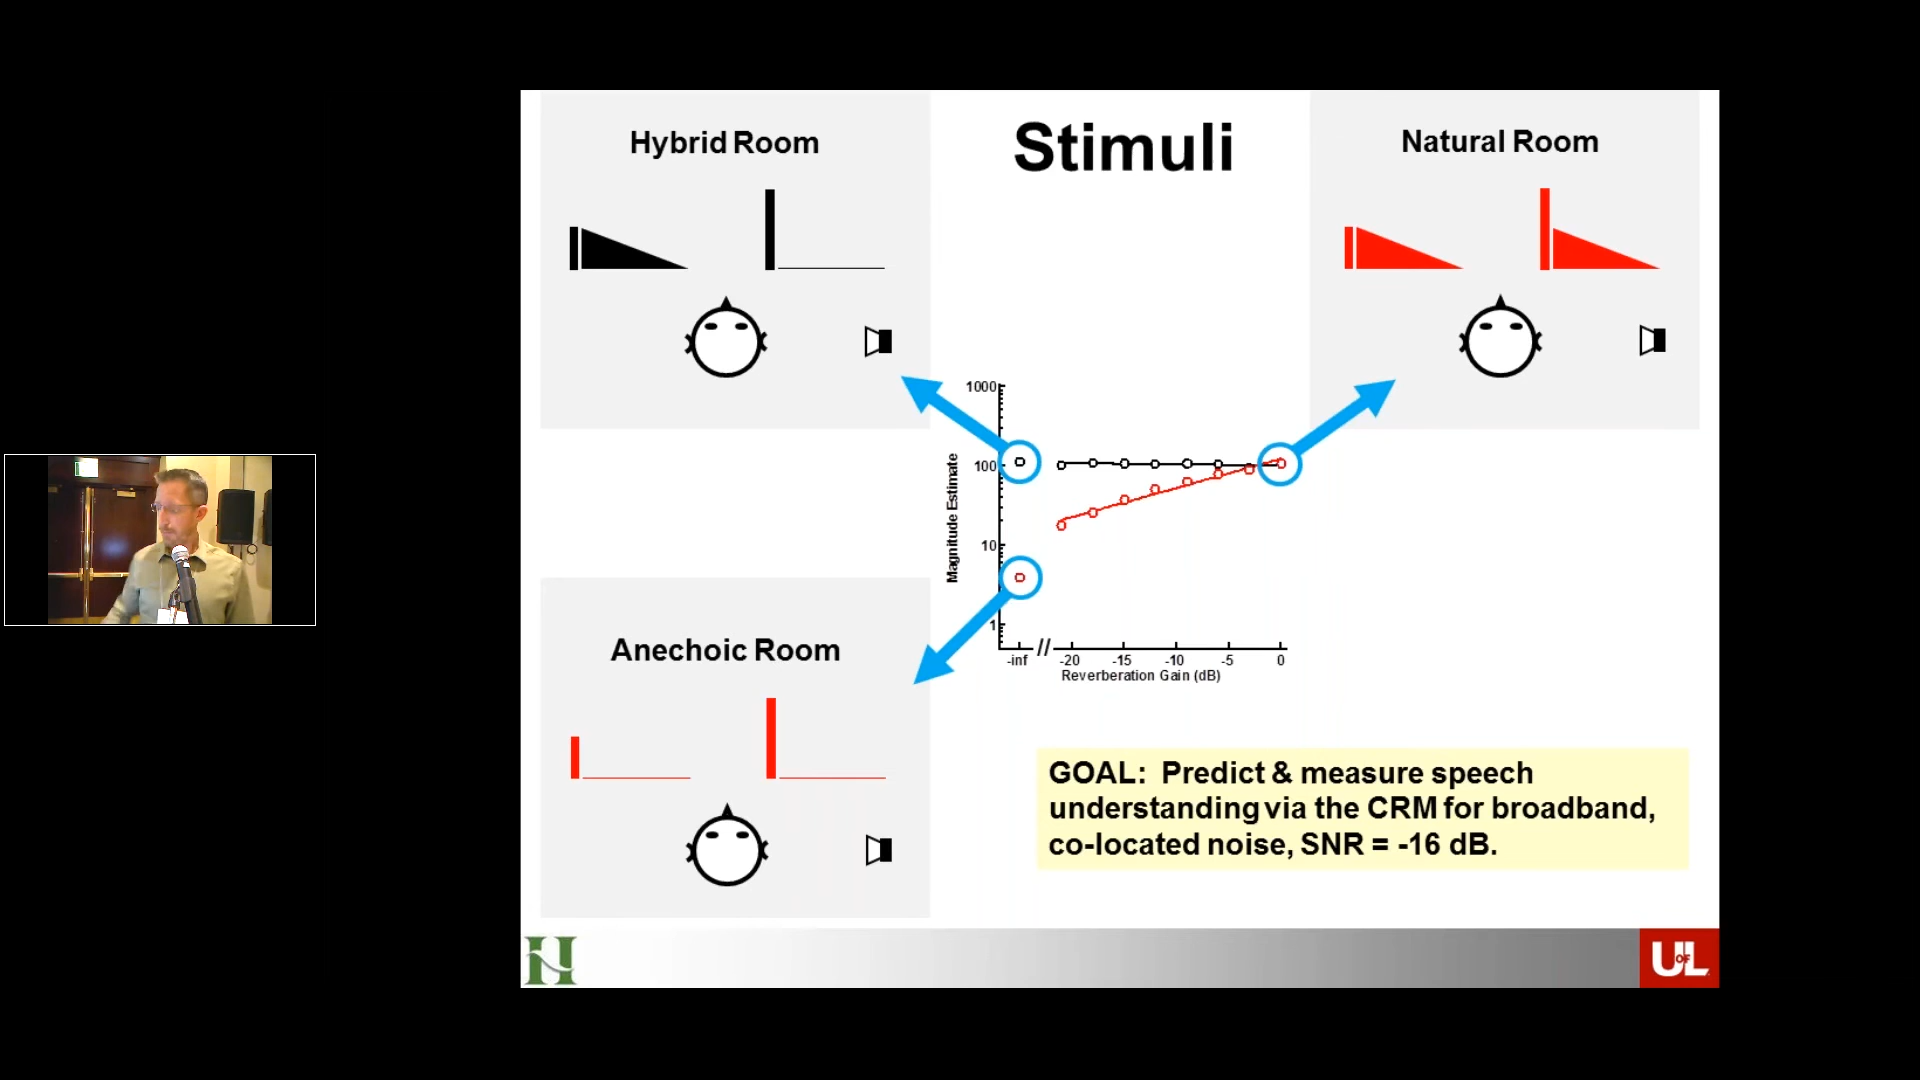 Stimuli
Hybrid Room
Natural Room
Anechoic Room
1000
100
10
1
Magnitude Estimate
-inf // -20 -15 -10 -5 0
Reverberation Gain (dB)
GOAL: Predict & measure speech
understanding via the CRM for broadband,
co-located noise, SNR = -16 dB.
H
UofL